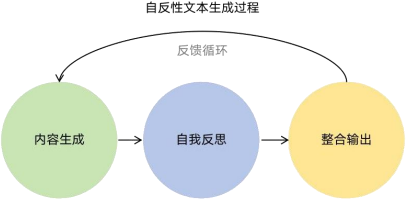 自反性文本生成过程
反馈循环
内容生成
自我反思
整合输出